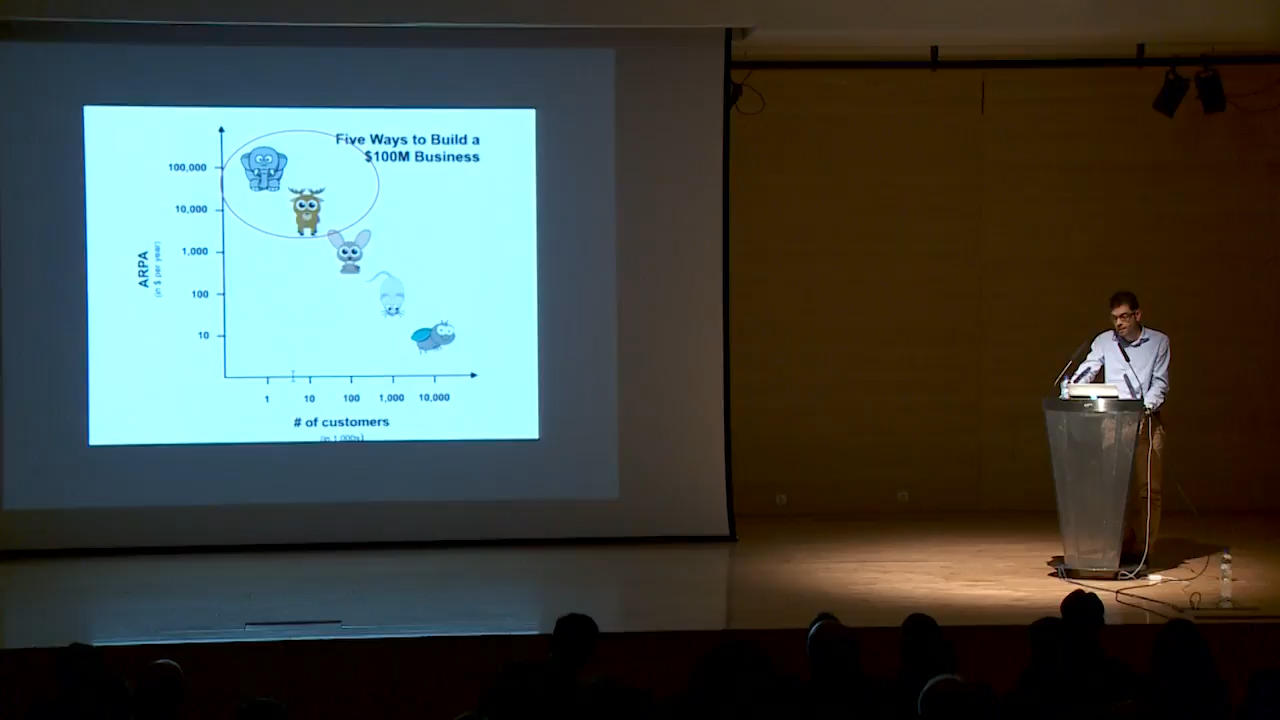 Five Ways to Build a
$100M Business
100,000
10,000
1,000
100
10
ARPA
(in $ per year)
1 10 100 1,000 10,000
# of customers
(in 1,000s)